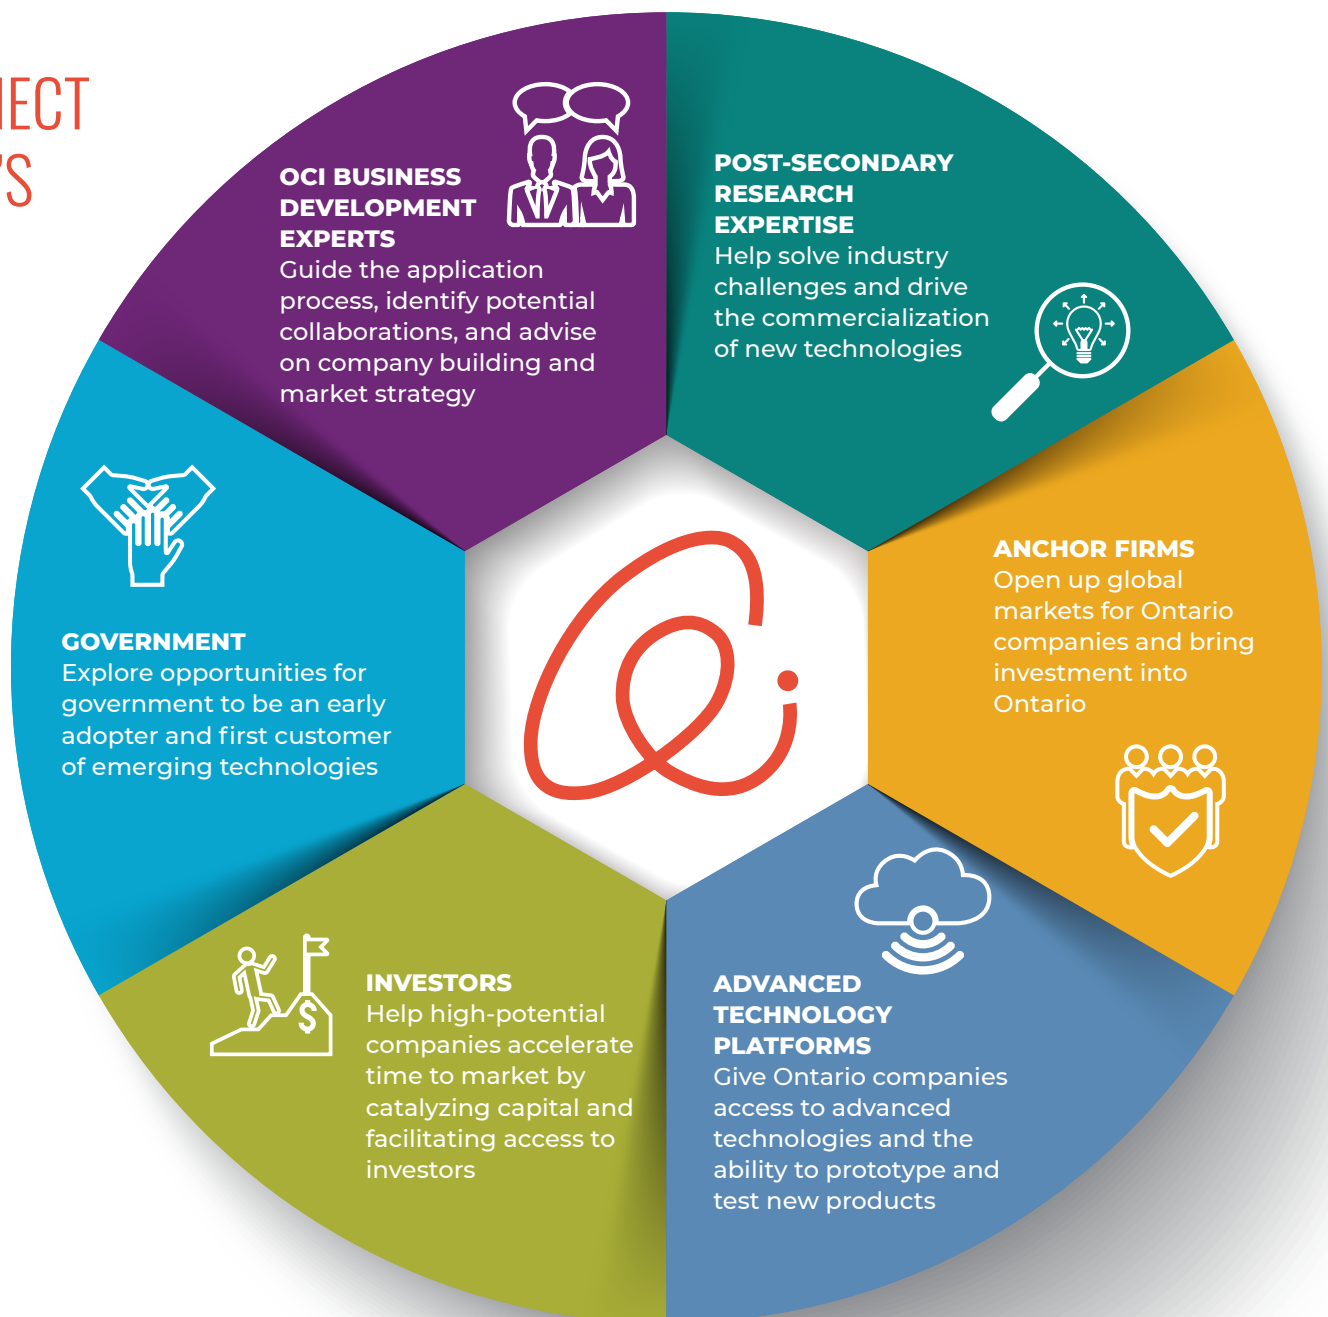 OCI BUSINESS
DEVELOPMENT
EXPERTS
Guide the application
process, identify potential
collaborations, and advise
on company building and
market strategy
POST-SECONDARY
RESEARCH
EXPERTISE
Help solve industry
challenges and drive
the commercialization
of new technologies
ANCHOR FIRMS
Open up global
markets for Ontario
companies and bring
investment into
Ontario
ADVANCED
TECHNOLOGY
PLATFORMS
Give Ontario companies
access to advanced
technologies and the
ability to prototype and
test new products
INVESTORS
Help high-potential
companies accelerate
time to market by
catalyzing capital and
facilitating access to
investors
$
GOVERNMENT
Explore opportunities for
government to be an early
adopter and first customer
of emerging technologies